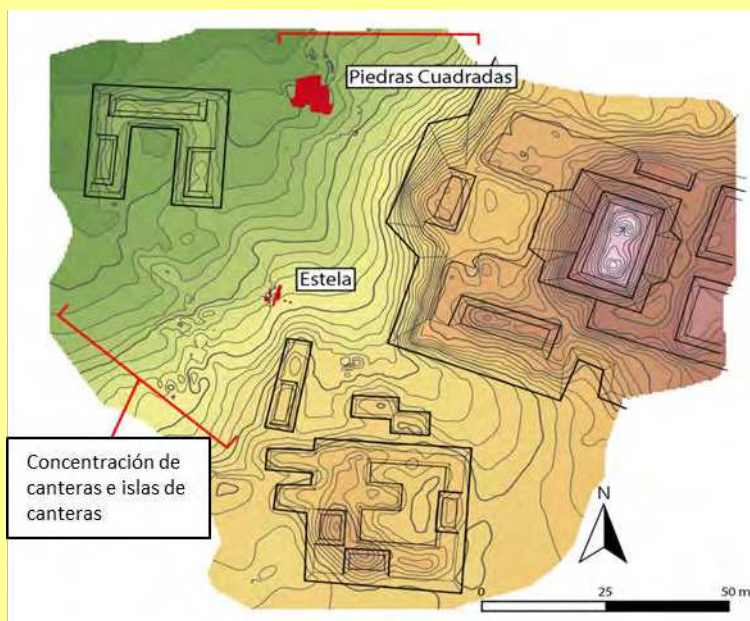 Piedras Cuadradas
Estela
Concentración de
canteras e islas de
canteras
N
0 25 50 m